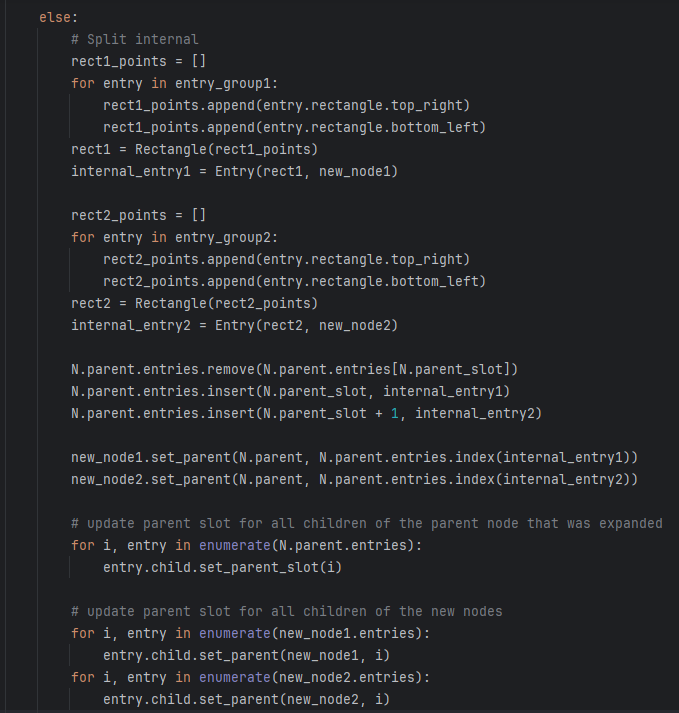 else:
    # Split internal
    rect1_points = []
    for entry in entry_group1:
        rect1_points.append(entry.rectangle.top_right)
        rect1_points.append(entry.rectangle.bottom_left)
    rect1 = Rectangle(rect1_points)
    internal_entry1 = Entry(rect1, new_node1)

    rect2_points = []
    for entry in entry_group2:
        rect2_points.append(entry.rectangle.top_right)
        rect2_points.append(entry.rectangle.bottom_left)
    rect2 = Rectangle(rect2_points)
    internal_entry2 = Entry(rect2, new_node2)

    N.parent.entries.remove(N.parent.entries[N.parent_slot])
    N.parent.entries.insert(N.parent_slot, internal_entry1)
    N.parent.entries.insert(N.parent_slot + 1, internal_entry2)

    new_node1.set_parent(N.parent, N.parent.entries.index(internal_entry1))
    new_node2.set_parent(N.parent, N.parent.entries.index(internal_entry2))

    # update parent slot for all children of the parent node that was expanded
    for i, entry in enumerate(N.parent.entries):
        entry.child.set_parent_slot(i)

    # update parent slot for all children of the new nodes
    for i, entry in enumerate(new_node1.entries):
        entry.child.set_parent(new_node1, i)
    for i, entry in enumerate(new_node2.entries):
        entry.child.set_parent(new_node2, i)